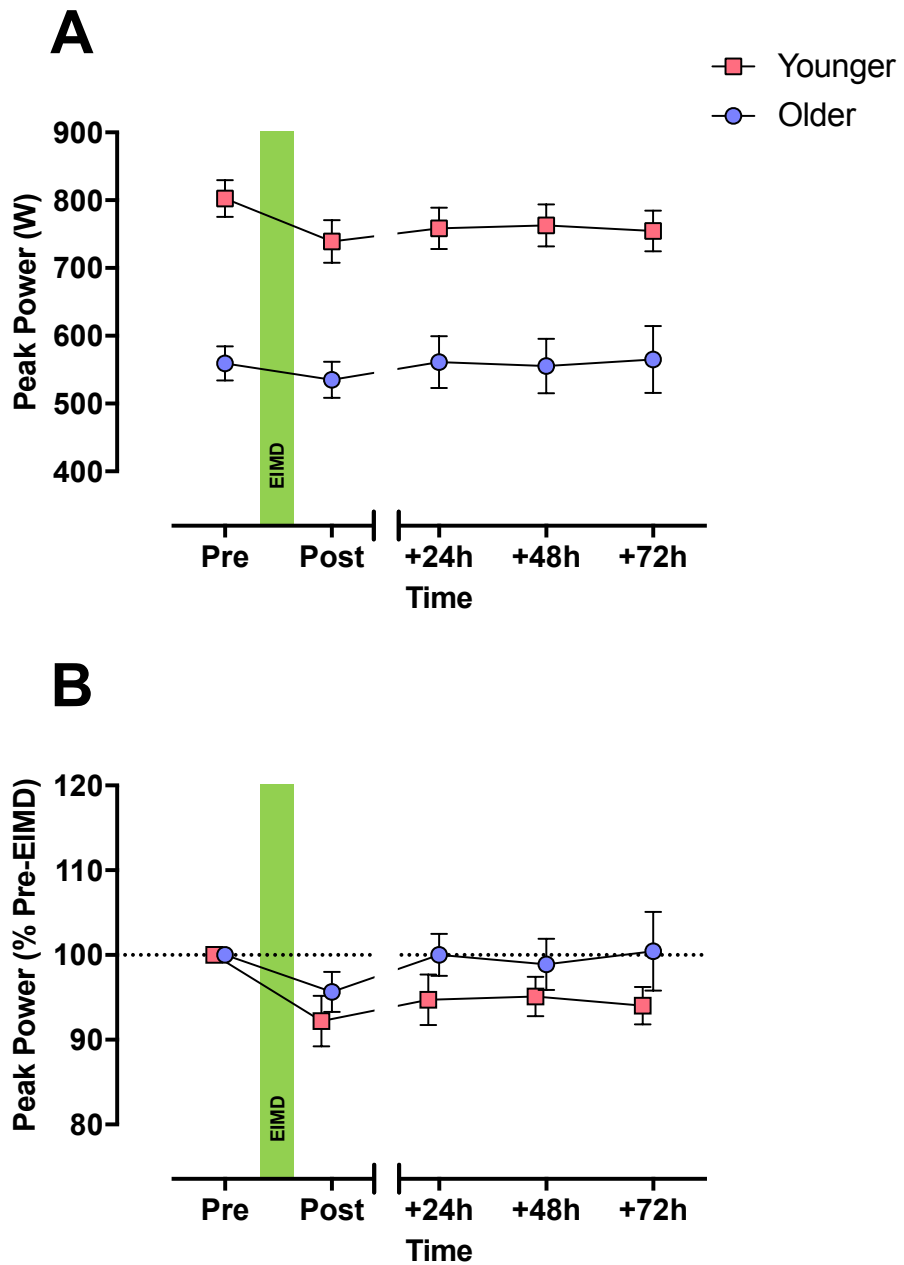 A
Younger
Older
Peak Power (W)
900
800
700
600
500
400
EIMD
Pre Post +24h +48h +72h
Time
B
Peak Power (% Pre-EIMD)
120
110
100
90
80
EIMD
Pre Post +24h +48h +72h
Time